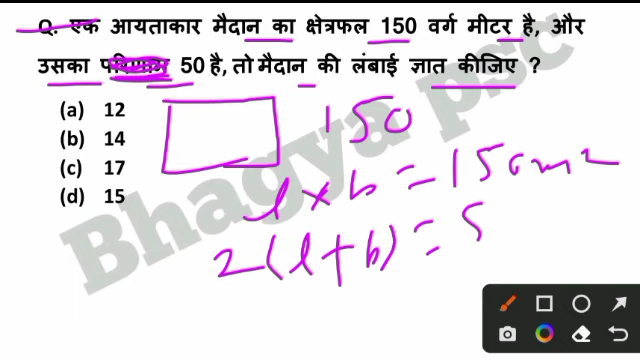 Q. एक आयताकार मैदान का क्षेत्रफल 150 वर्ग मीटर है, और
उसका 50 है, तो मैदान की लंबाई ज्ञात कीजिए ?
(a) 12
(b) 14
(c) 17
(d) 15
150
l × b = 150m2
2(l+b) = 5
Bhagya psc